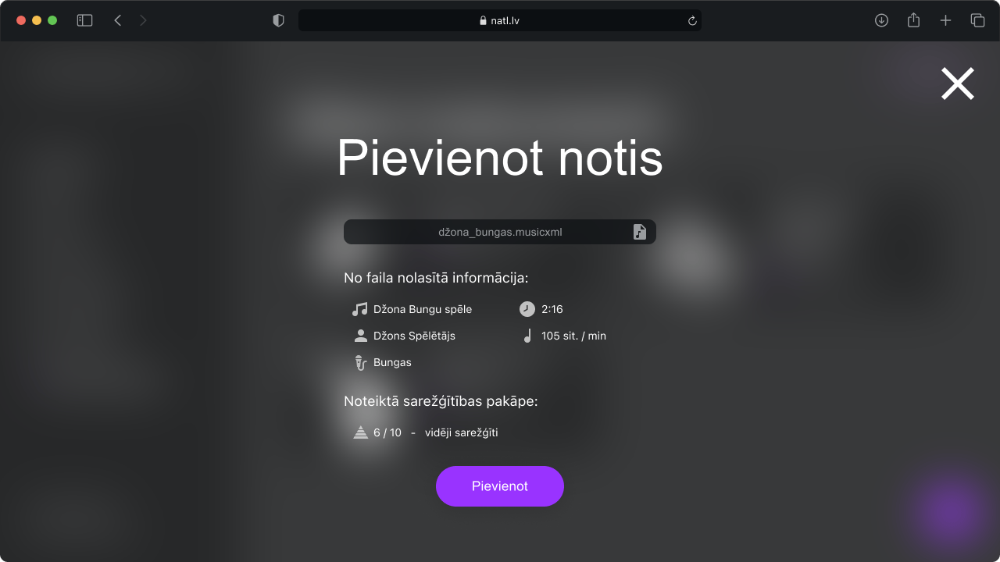 natl.lv
Pievienot notis
džona_bungas.musicxml
No faila nolasītā informācija:
Džona Bungu spēle 2:16
Džons Spēlētājs 105 sit. / min
Bungas
Noteiktā sarežģītības pakāpe:
6 / 10 - vidēji sarežģīti
Pievienot